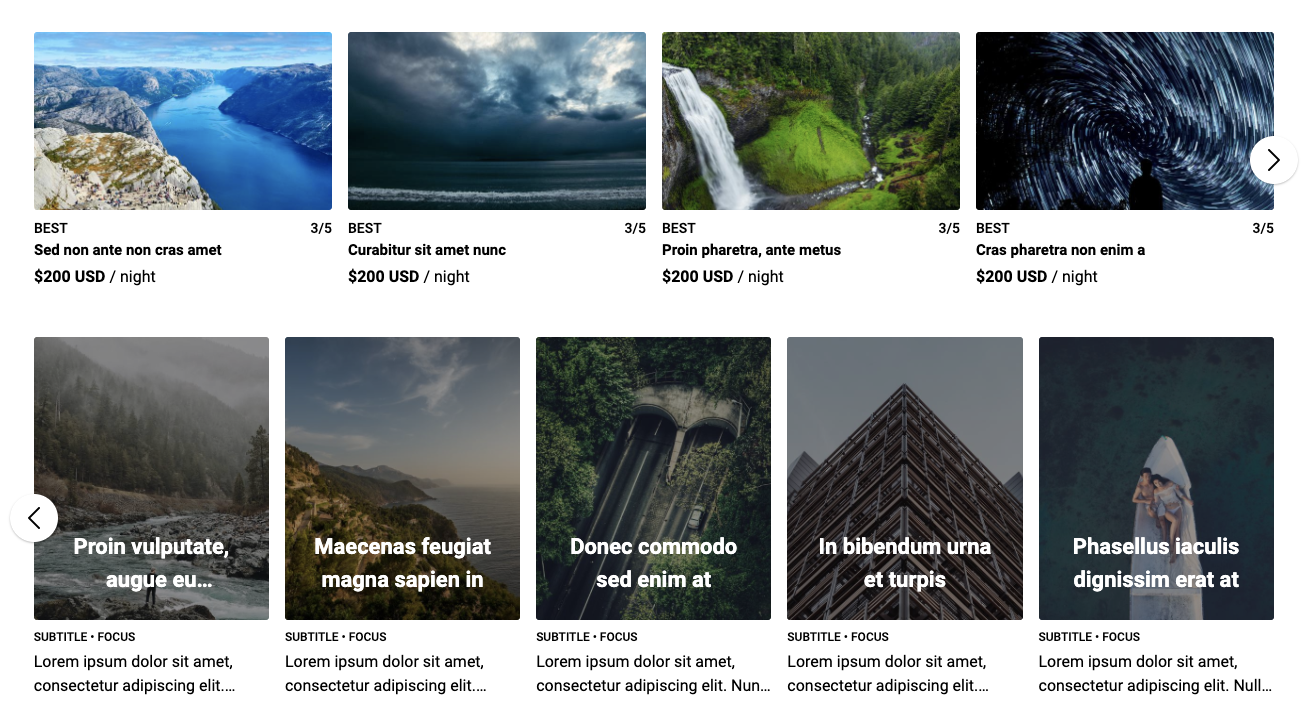 BEST 3/5
Sed non ante non cras amet
$200 USD / night
BEST 3/5
Curabitur sit amet nunc
$200 USD / night
BEST 3/5
Proin pharetra, ante metus
$200 USD / night
BEST 3/5
Cras pharetra non enim a
$200 USD / night
Proin vulputate,
augue eu...
SUBTITLE • FOCUS
Lorem ipsum dolor sit amet,
consectetur adipiscing elit....
Maecenas feugiat
magna sapien in
SUBTITLE • FOCUS
Lorem ipsum dolor sit amet,
consectetur adipiscing elit....
Donec commodo
sed enim at
SUBTITLE • FOCUS
Lorem ipsum dolor sit amet,
consectetur adipiscing elit. Nun...
In bibendum urna
et turpis
SUBTITLE • FOCUS
Lorem ipsum dolor sit amet,
consectetur adipiscing elit....
Phasellus iaculis
dignissim erat at
SUBTITLE • FOCUS
Lorem ipsum dolor sit amet,
consectetur adipiscing elit. Null...